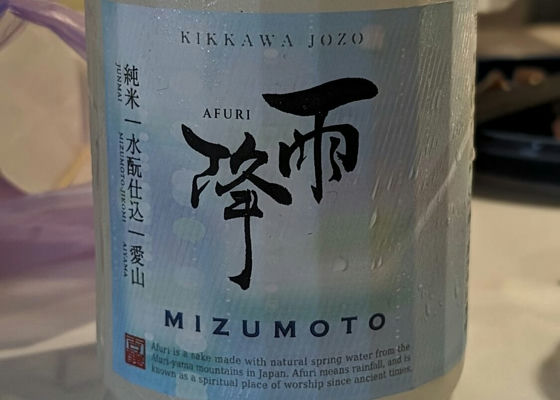 KIKKAWA JOZO
AFURI
雨降
純米 | 水酛仕込 | 愛山
JUNMAI MIZUMOTO-JIKOMI AIYAMA
MIZUMOTO
Afuri is a sake made with natural spring water from the
Afuri-yama mountains in Japan. Afuri means rainfall, and is
known as a spiritual place of worship since ancient times.